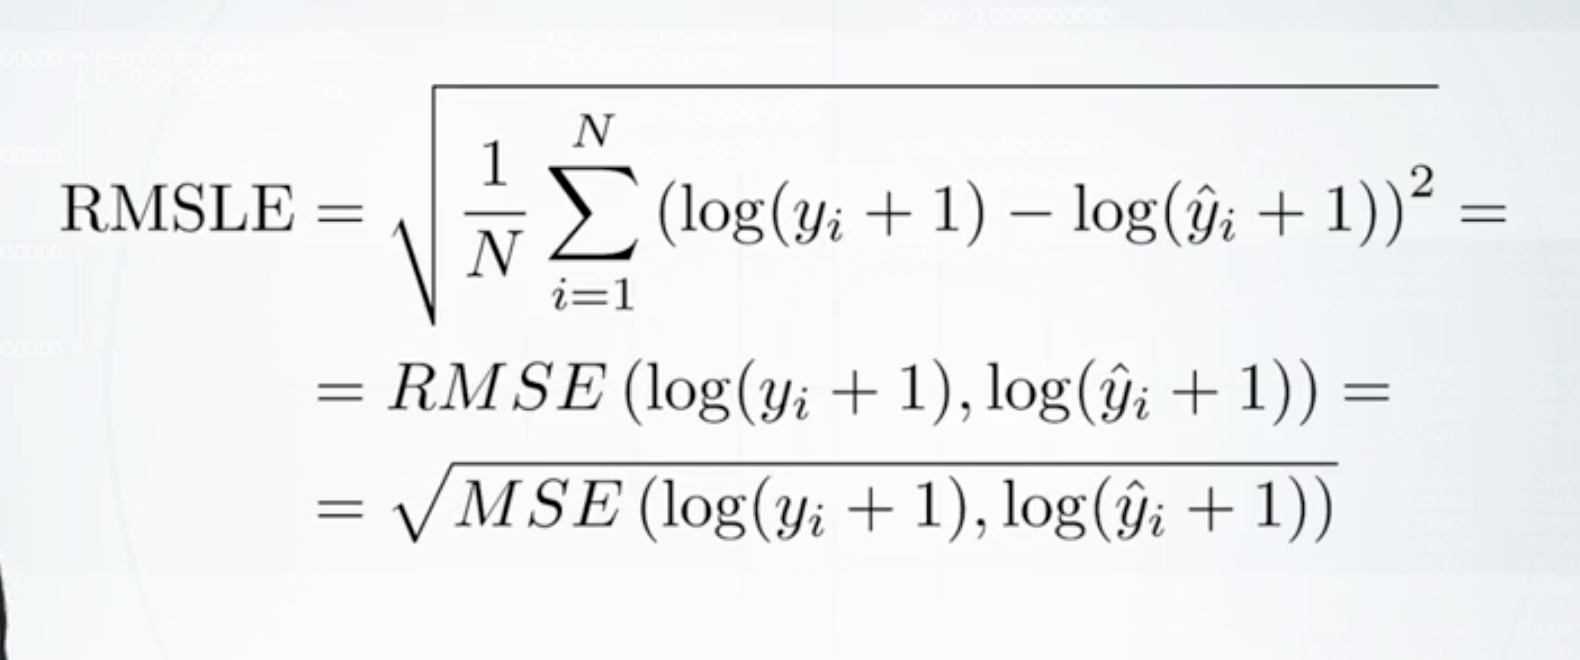 RMSLE = \sqrt{\frac{1}{N} \sum_{i=1}^{N} (\log(y_i + 1) - \log(\hat{y}_i + 1))^2} =
= RMSE (\log(y_i + 1), \log(\hat{y}_i + 1)) =
= \sqrt{MSE (\log(y_i + 1), \log(\hat{y}_i + 1))}